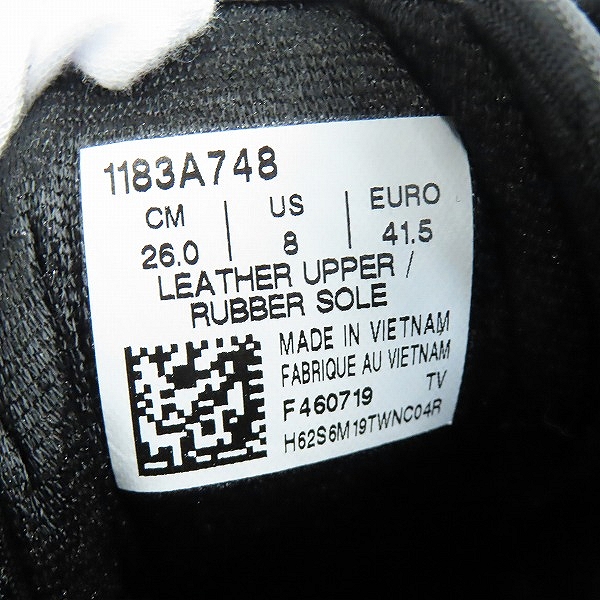 1183A748
CM | US | EURO
26.0 | 8 | 41.5
LEATHER UPPER /
RUBBER SOLE
MADE IN VIETNAM
FABRIQUE AU VIETNAM
TV
F460719
H62S6M19TWNC04R